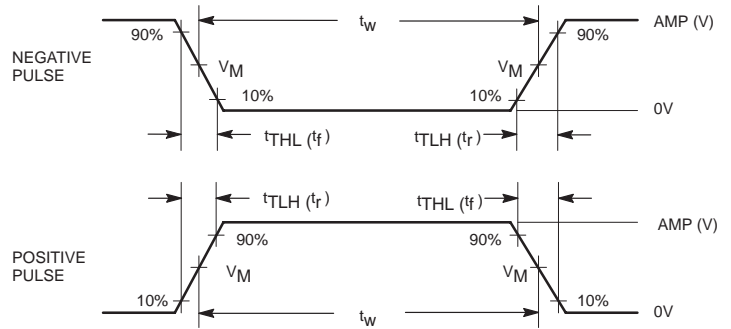 tW
AMP (V)
90%
90%
NEGATIVE
PULSE
VM
VM
10%
10%
0V
tTHL (tf)
tTLH (tr)
tTLH (tr)
tTHL (tf)
AMP (V)
90%
90%
POSITIVE
PULSE
VM
VM
10%
10%
0V
tw